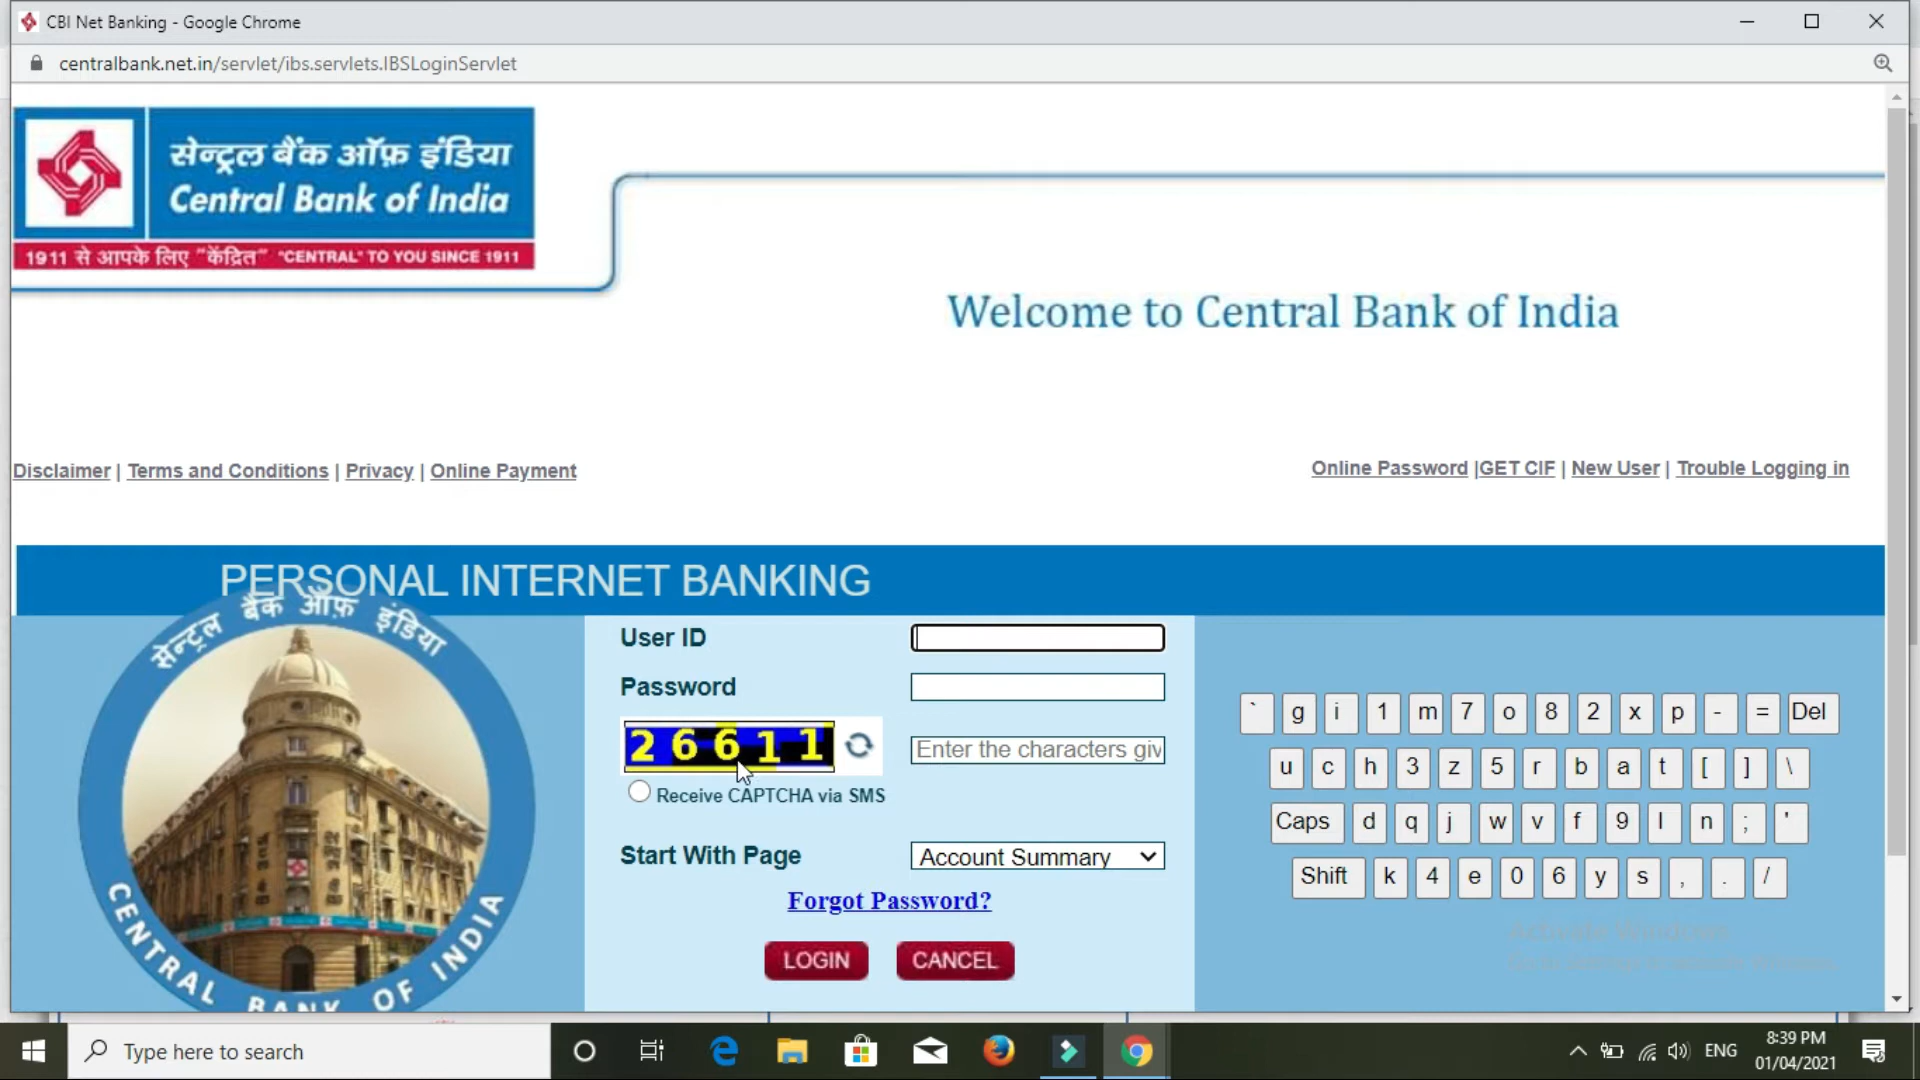 CBI Net Banking - Google Chrome
centralbank.net.in/servlet/ibs.servlets.IBSLoginServlet
सेन्ट्रल बैंक ऑफ़ इंडिया
Central Bank of India
1911 से आपके लिए "केंद्रित" "CENTRAL" TO YOU SINCE 1911
Welcome to Central Bank of India
Disclaimer | Terms and Conditions | Privacy | Online Payment
Online Password |GET CIF | New User | Trouble Logging in
PERSONAL INTERNET BANKING
सेन्ट्रल बैंक ऑफ़ इंडिया
CENTRAL BANK OF INDIA
User ID
Password
26611
Enter the characters giv
Receive CAPTCHA via SMS
Start With Page
Account Summary
Forgot Password?
LOGIN CANCEL
` g i 1 m 7 o 8 2 x p - = Del
u c h 3 z 5 r b a t [ ] \
Caps d q j w v f 9 l n ; '
Shift k 4 e 0 6 y s , . /
Activate Windows
Type here to search
ENG
8:39 PM
01/04/2021